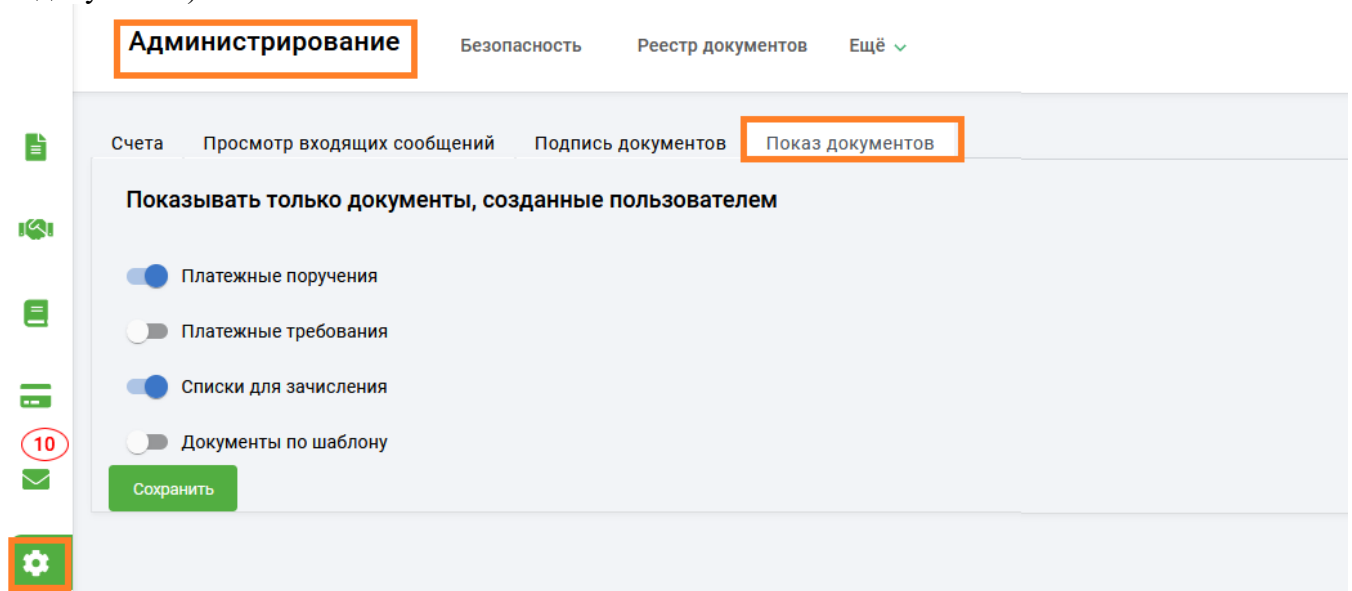 Администрирование Безопасность Реестр документов Ещё
Счета Просмотр входящих сообщений Подпись документов Показ документов
Показывать только документы, созданные пользователем
Платежные поручения
Платежные требования
Списки для зачисления
Документы по шаблону
10
Сохранить